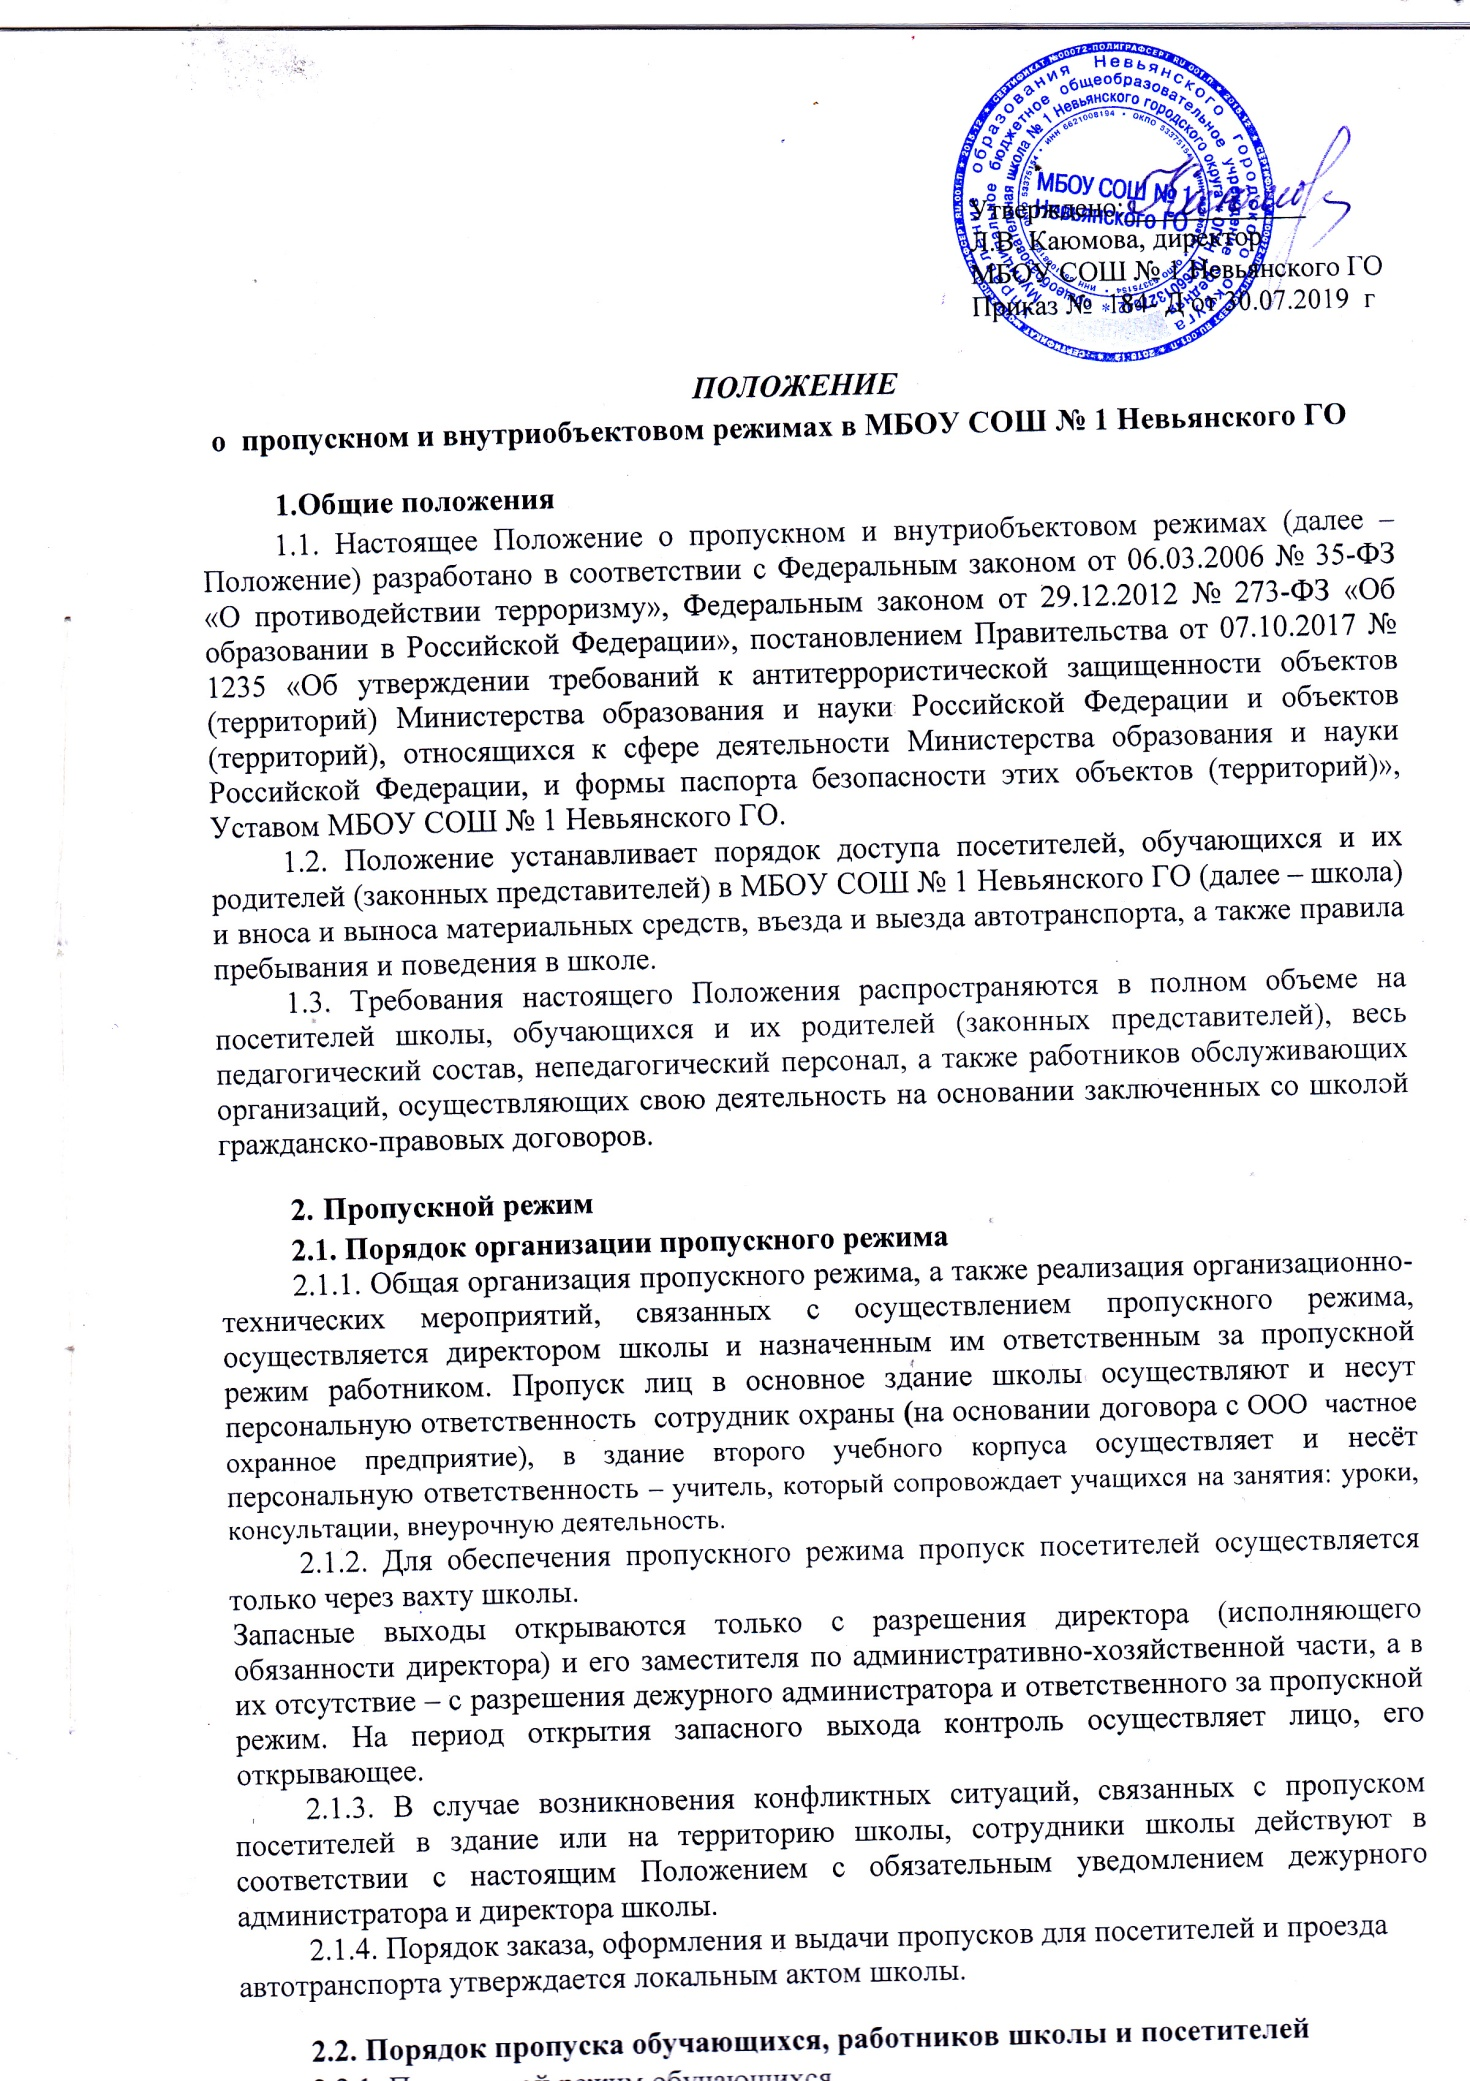 МБОУ СОШ № 1
Невьянского ГО
Утверждено:
Л.В. Каюмова, директор
МБОУ СОШ № 1 Невьянского ГО
Приказ № 184- Д от 30.07.2019 г
ПОЛОЖЕНИЕ
о пропускном и внутриобъектовом режимах в МБОУ СОШ № 1 Невьянского ГО
1.Общие положения
1.1. Настоящее Положение о пропускном и внутриобъектовом режимах (далее –
Положение) разработано в соответствии с Федеральным законом от 06.03.2006 № 35-ФЗ
«О противодействии терроризму», Федеральным законом от 29.12.2012 № 273-ФЗ «Об
образовании в Российской Федерации», постановлением Правительства от 07.10.2017 №
1235 «Об утверждении требований к антитеррористической защищенности объектов
(территорий) Министерства образования и науки Российской Федерации и объектов
(территорий), относящихся к сфере деятельности Министерства образования и науки
Российской Федерации, и формы паспорта безопасности этих объектов (территорий)»,
Уставом МБОУ СОШ № 1 Невьянского ГО.
1.2. Положение устанавливает порядок доступа посетителей, обучающихся и их
родителей (законных представителей) в МБОУ СОШ № 1 Невьянского ГО (далее – школа)
и вноса и выноса материальных средств, въезда и выезда автотранспорта, а также правила
пребывания и поведения в школе.
1.3. Требования настоящего Положения распространяются в полном объеме на
посетителей школы, обучающихся и их родителей (законных представителей), весь
педагогический состав, непедагогический персонал, а также работников обслуживающих
организаций, осуществляющих свою деятельность на основании заключенных со школой
гражданско-правовых договоров.
2. Пропускной режим
2.1. Порядок организации пропускного режима
2.1.1. Общая организация пропускного режима, а также реализация организационно-
технических мероприятий, связанных с осуществлением пропускного режима,
осуществляется директором школы и назначенным им ответственным за пропускной
режим работником. Пропуск лиц в основное здание школы осуществляют и несут
персональную ответственность сотрудник охраны (на основании договора с ООО частное
охранное предприятие), в здание второго учебного корпуса осуществляет и несёт
персональную ответственность – учитель, который сопровождает учащихся на занятия: уроки,
консультации, внеурочную деятельность.
2.1.2. Для обеспечения пропускного режима пропуск посетителей осуществляется
только через вахту школы.
Запасные выходы открываются только с разрешения директора (исполняющего
обязанности директора) и его заместителя по административно-хозяйственной части, а в
их отсутствие – с разрешения дежурного администратора и ответственного за пропускной
режим. На период открытия запасного выхода контроль осуществляет лицо, его
открывающее.
2.1.3. В случае возникновения конфликтных ситуаций, связанных с пропуском
посетителей в здание или на территорию школы, сотрудники школы действуют в
соответствии с настоящим Положением с обязательным уведомлением дежурного
администратора и директора школы.
2.1.4. Порядок заказа, оформления и выдачи пропусков для посетителей и проезда
автотранспорта утверждается локальным актом школы.
2.2. Порядок пропуска обучающихся, работников школы и посетителей